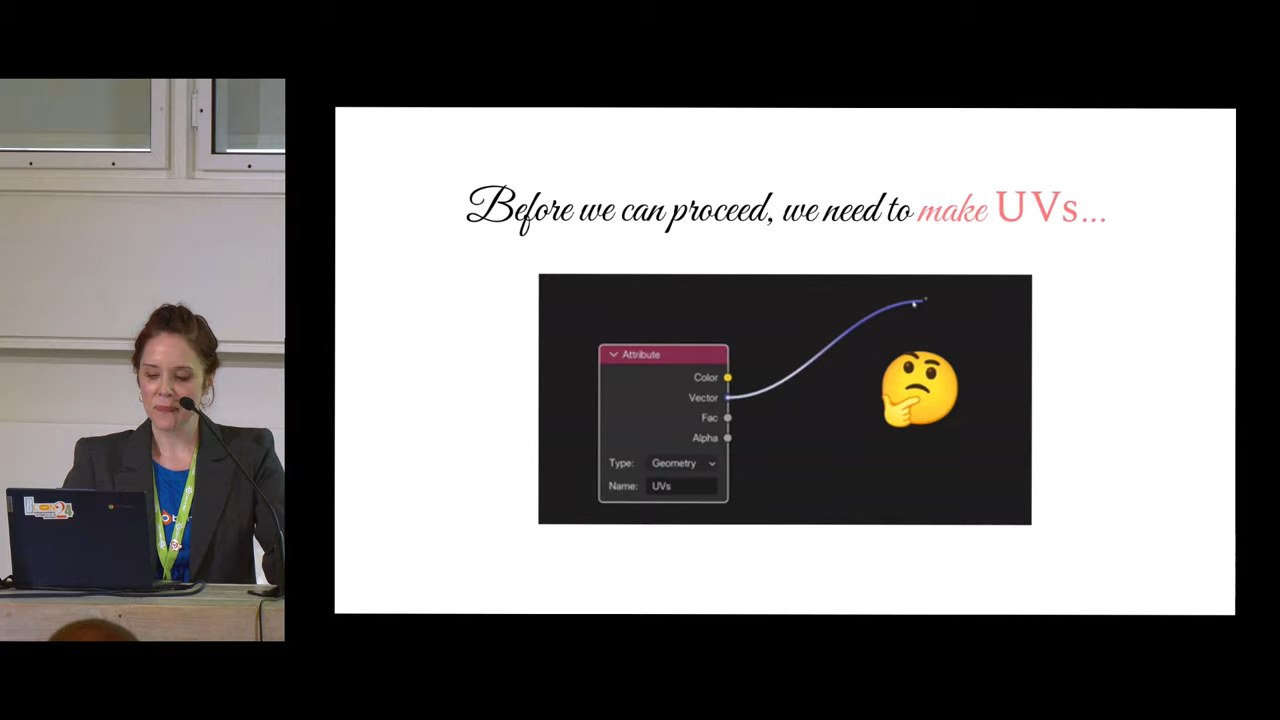 Before we can proceed, we need to make UVs...
Attribute
Color
Vector
Fac
Alpha
Type: Geometry
Name: UVs